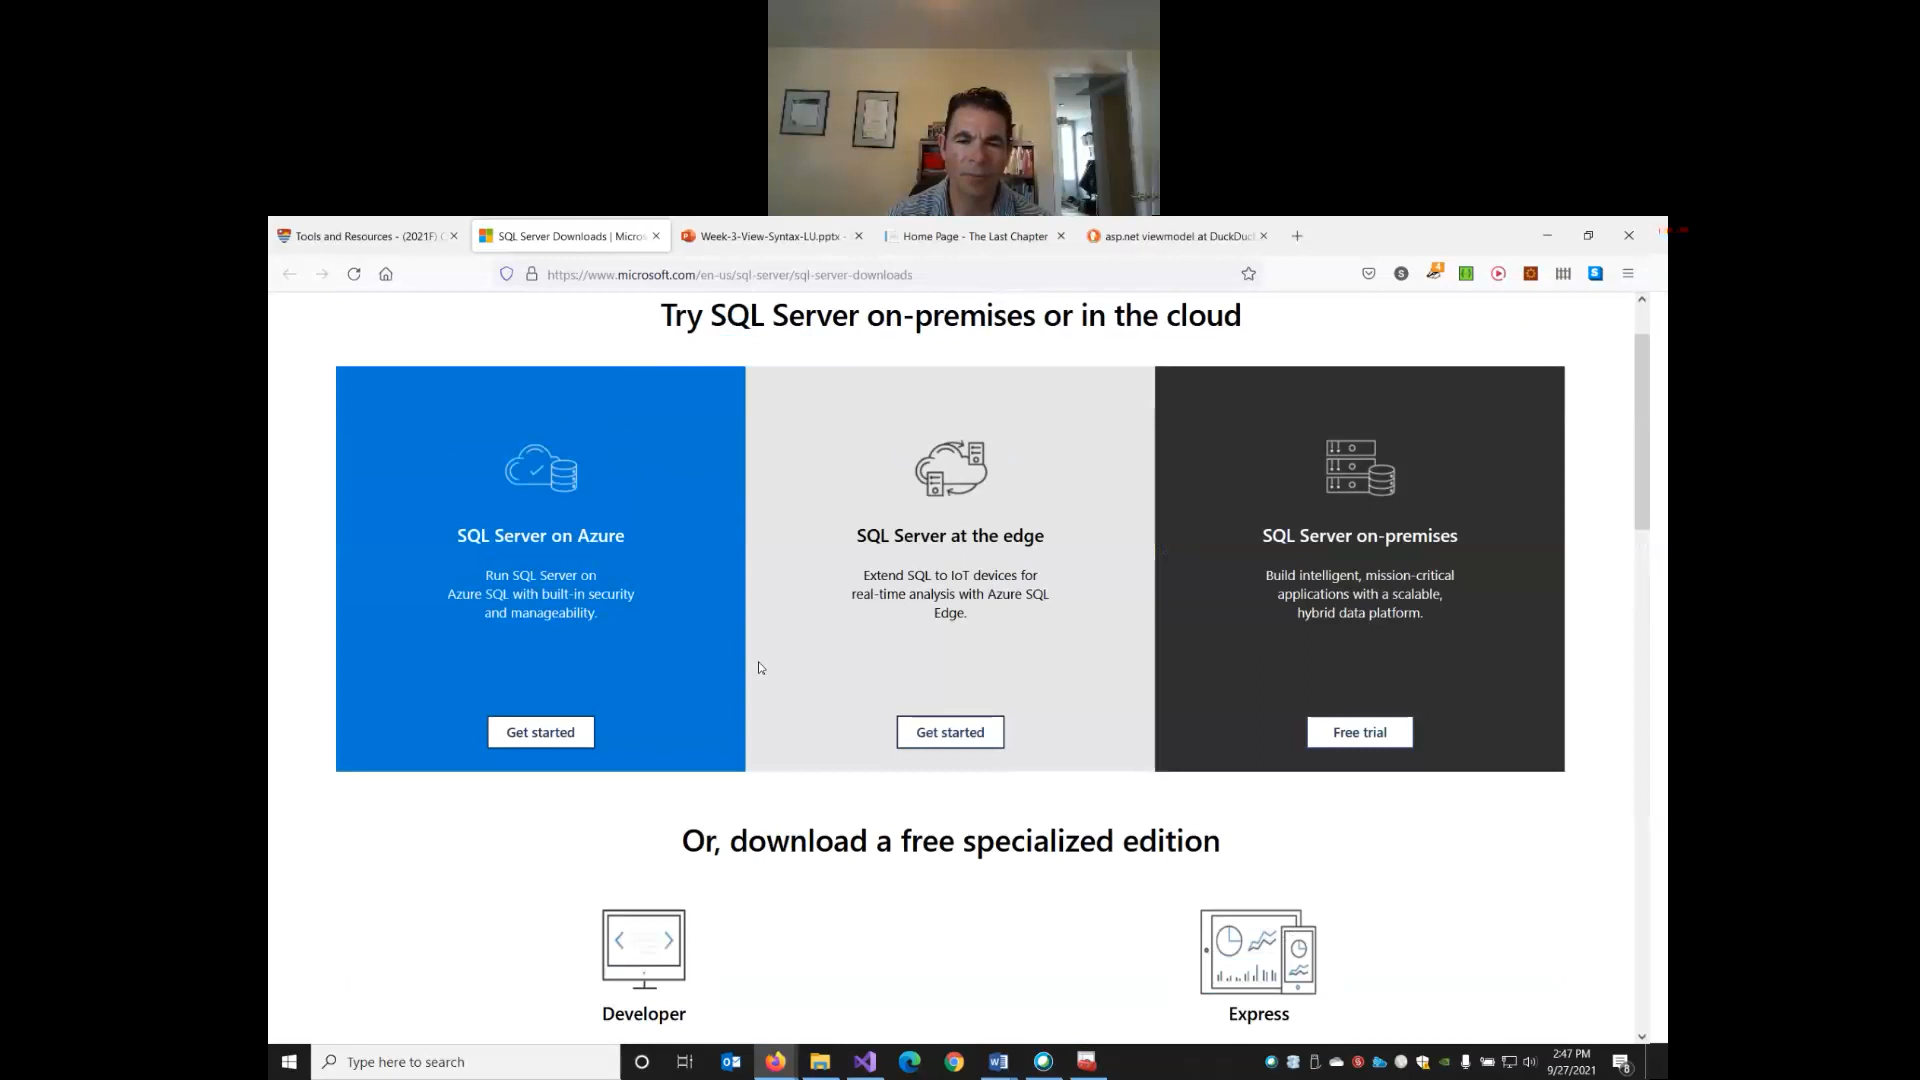 Tools and Resources - (2021F)
SQL Server Downloads | Micros
Week-3-View-Syntax-LU.pptx -
Home Page - The Last Chapter
asp.net viewmodel at DuckDuc
https://www.microsoft.com/en-us/sql-server/sql-server-downloads
Try SQL Server on-premises or in the cloud
SQL Server on Azure
Run SQL Server on
Azure SQL with built-in security
and manageability.
Get started
SQL Server at the edge
Extend SQL to IoT devices for
real-time analysis with Azure SQL
Edge.
Get started
SQL Server on-premises
Build intelligent, mission-critical
applications with a scalable,
hybrid data platform.
Free trial
Or, download a free specialized edition
Developer
Express
Type here to search
2:47 PM
9/27/2021
8